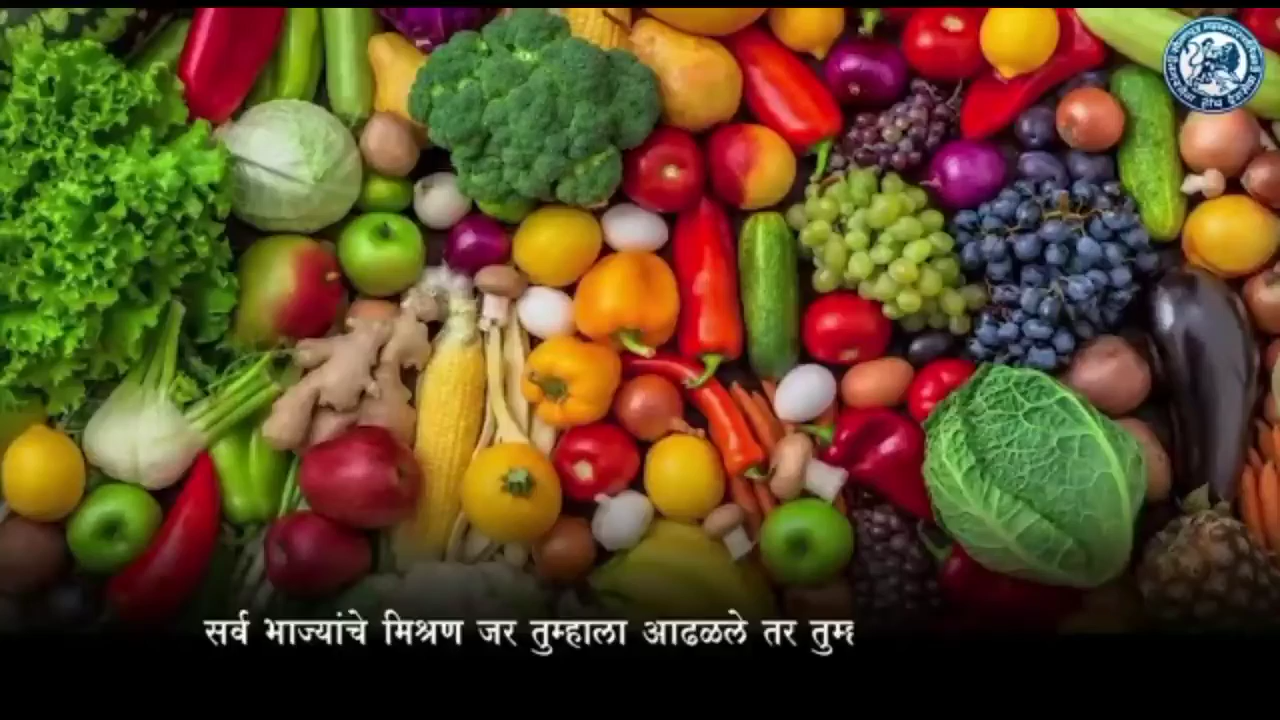 सर्व भाज्यांचे मिश्रण जर तुम्हाला आढळले तर